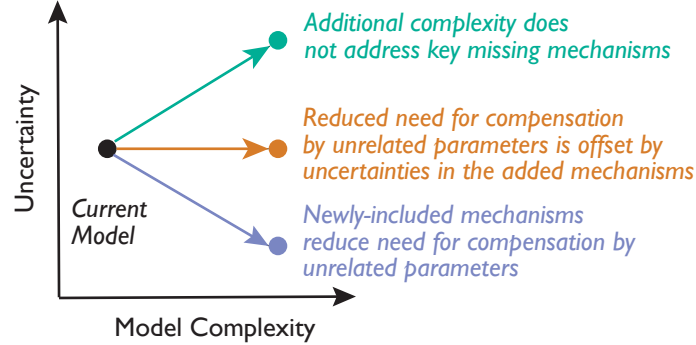 Additional complexity does
not address key missing mechanisms
Uncertainty
Reduced need for compensation
by unrelated parameters is offset by
uncertainties in the added mechanisms
Current
Model
Newly-included mechanisms
reduce need for compensation by
unrelated parameters
Model Complexity